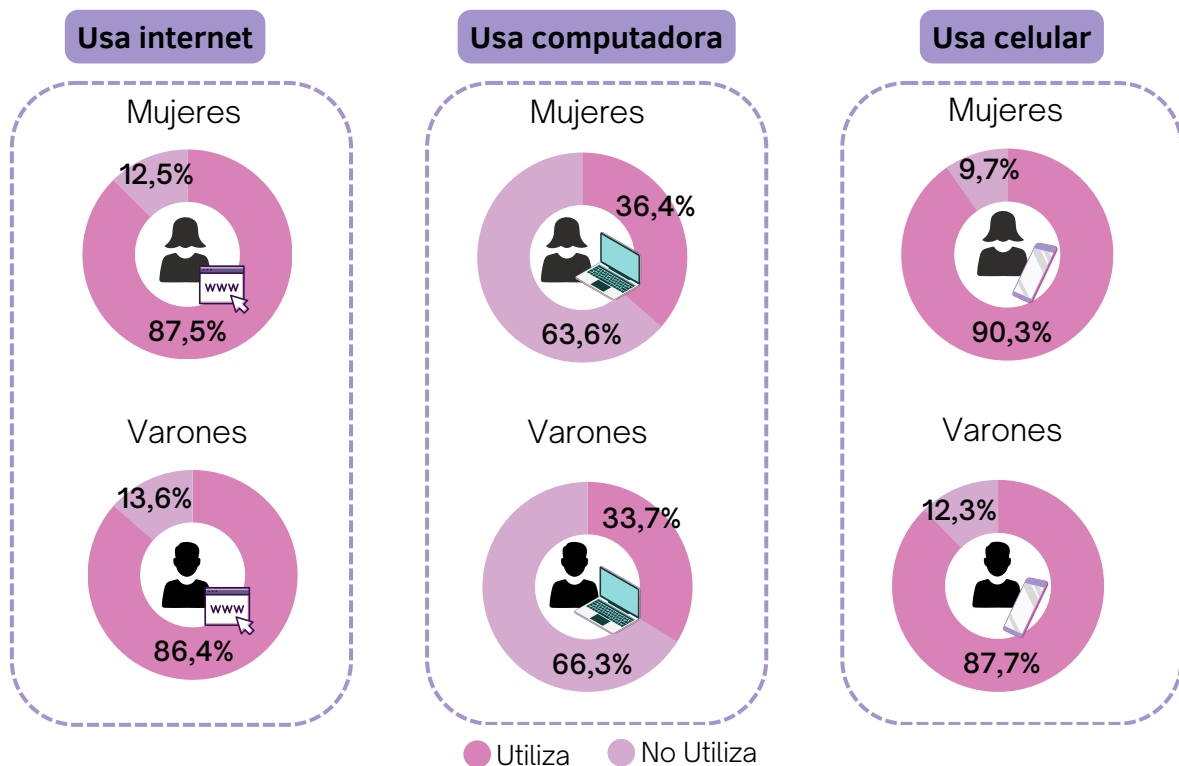 Usa internet
Mujeres
12,5%
WWW
87,5%
Varones
13,6%
WWW
86,4%
Usa computadora
Mujeres
36,4%
63,6%
Varones
33,7%
66,3%
Usa celular
Mujeres
9,7%
90,3%
Varones
12,3%
87,7%
Utiliza
No Utiliza